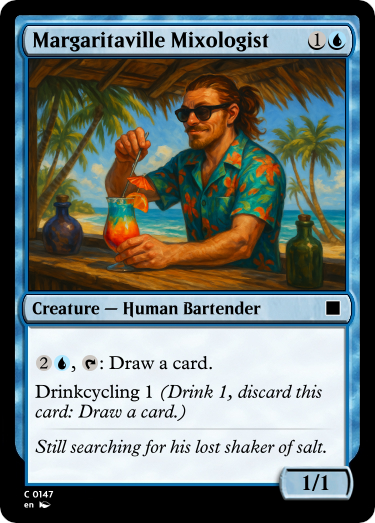 Margaritaville Mixologist 1
Creature — Human Bartender
2 , : Draw a card.
Drinkcycling 1 (Drink 1, discard this
card: Draw a card.)
Still searching for his lost shaker of salt.
1/1
C 0147
en